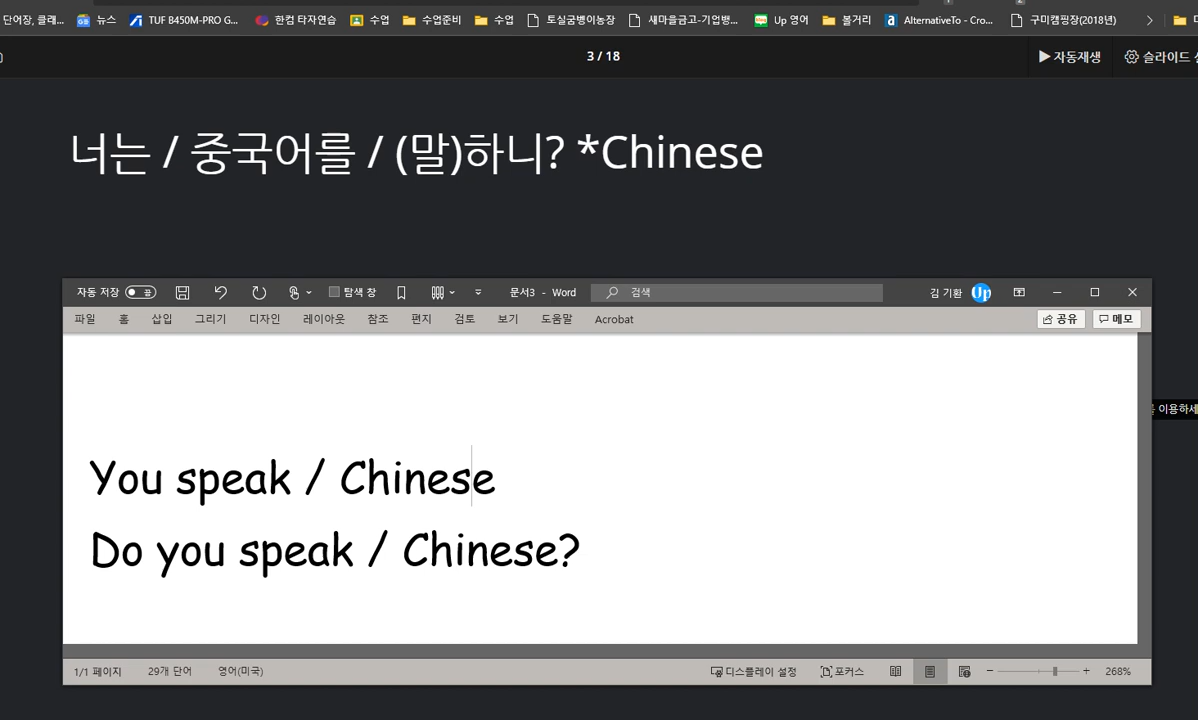 단어장, 클래... 뉴스 TUF B450M-PRO G... 한컴 타자연습 수업 수업준비 수업 토실굼벵이농장 새마을금고-기업뱅... Up 영어 볼거리 AlternativeTo - Cro... 구미캠핑장(2018년)
3 / 18 자동재생 슬라이드
너는 / 중국어를 / (말)하니? *Chinese
자동 저장 끔 탐색 창 문서3 - Word 검색 김 기환 Up
파일 홈 삽입 그리기 디자인 레이아웃 참조 편지 검토 보기 도움말 Acrobat 공유 메모
이용하세
You speak / Chinese
Do you speak / Chinese?
1/1 페이지 29개 단어 영어(미국) 디스플레이 설정 포커스 268%